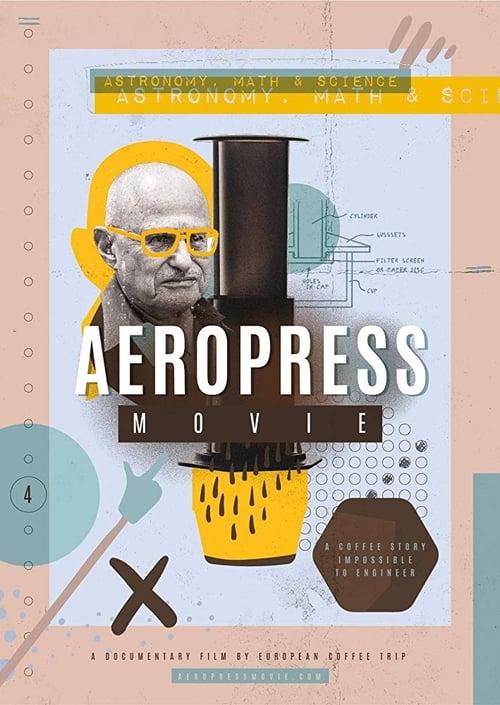 ASTRONOMY, MATH & SCIENCE
ASTRONOMY, MATH & SCI
CYLINDER
GUSSSETS
FILTER SCREEN
OR PAPER DISC
HOLES
IN CAP
CUP
AEROPRESS
MOVIE
4
A COFFEE STORY
IMPOSSIBLE
TO ENGINEER
A DOCUMENTARY FILM BY EUROPEAN COFFEE TRIP
AEROPRESSMOVIE.COM